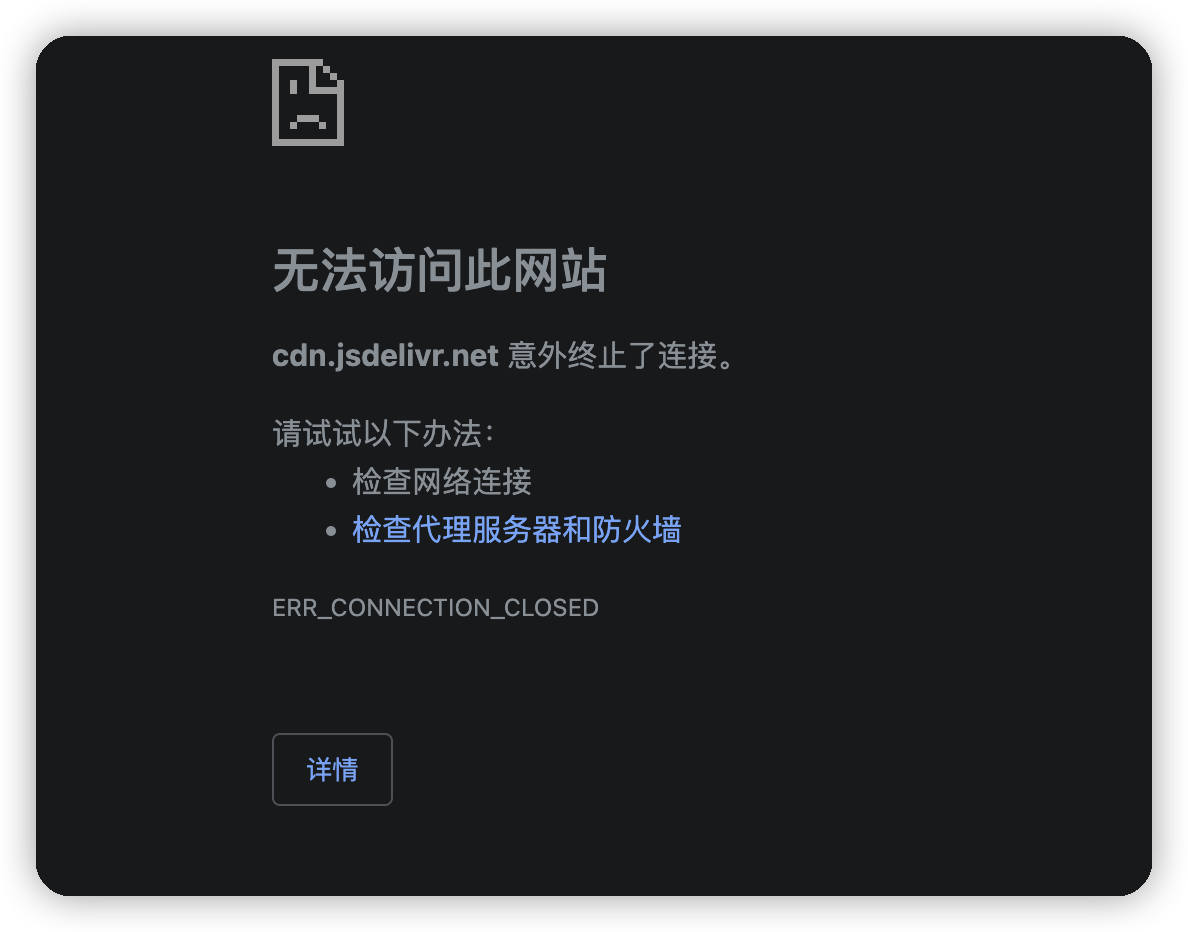 无法访问此网站
cdn.jsdelivr.net 意外终止了连接。
请试试以下办法：
• 检查网络连接
• 检查代理服务器和防火墙
ERR_CONNECTION_CLOSED
详情